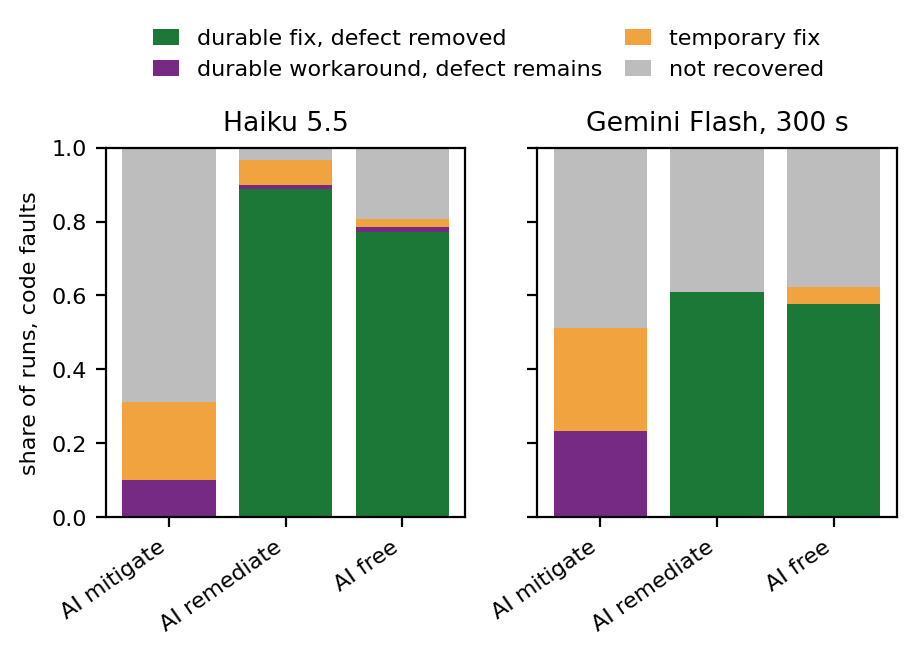 durable fix, defect removed
durable workaround, defect remains
temporary fix
not recovered
Haiku 5.5
Gemini Flash, 300 s
share of runs, code faults
1.0
0.8
0.6
0.4
0.2
0.0
AI mitigate
AI remediate
AI free
AI mitigate
AI remediate
AI free